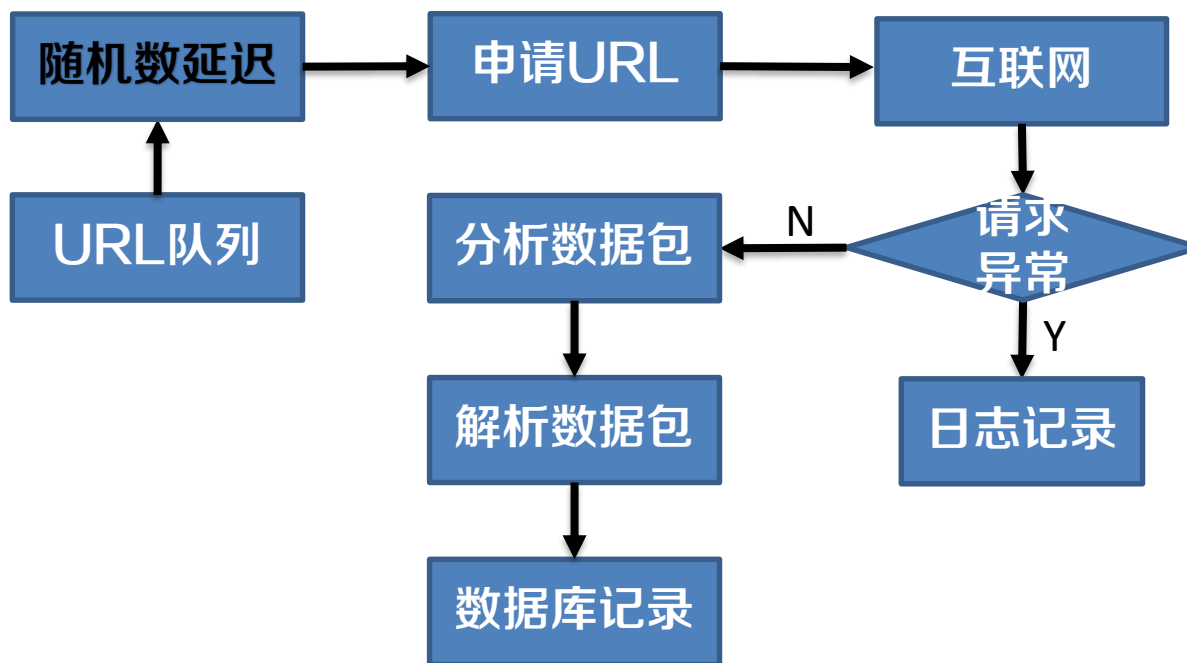 随机数延迟
申请URL
互联网
URL队列
分析数据包
N
请求
异常
Y
解析数据包
日志记录
数据库记录